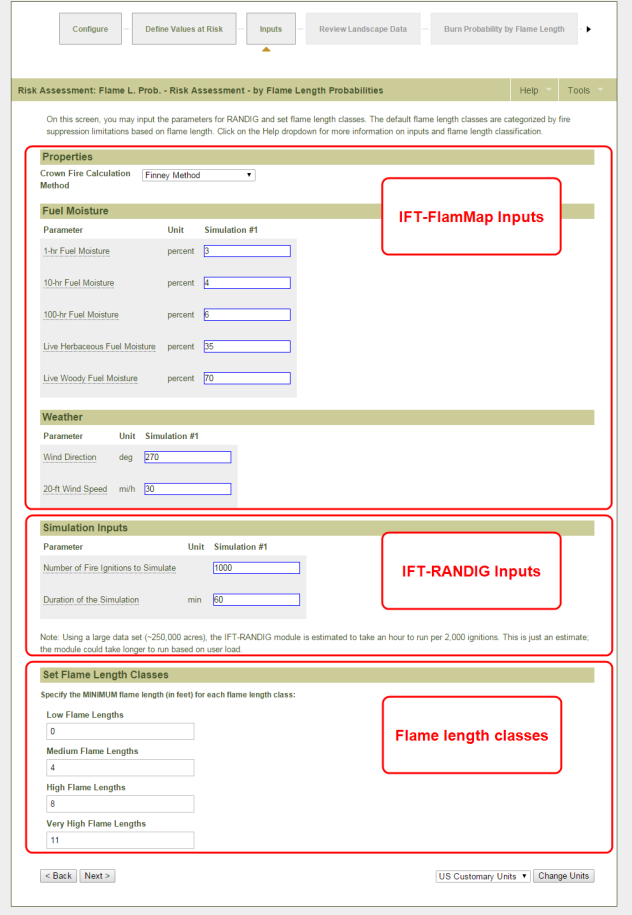 Configure
Define Values at Risk
Inputs
Review Landscape Data
Burn Probability by Flame Length
Risk Assessment: Flame L. Prob. - Risk Assessment - by Flame Length Probabilities
Help
Tools
On this screen, you may input the parameters for RANDIG and set flame length classes. The default flame length classes are categorized by fire
suppression limitations based on flame length. Click on the Help dropdown for more information on inputs and flame length classification.
Properties
Crown Fire Calculation
Method
Finney Method
IFT-FlamMap Inputs
Fuel Moisture
Parameter Unit Simulation #1
1-hr Fuel Moisture percent 3
10-hr Fuel Moisture percent 4
100-hr Fuel Moisture percent 6
Live Herbaceous Fuel Moisture percent 35
Live Woody Fuel Moisture percent 70
Weather
Parameter Unit Simulation #1
Wind Direction deg 270
20-ft Wind Speed mi/h 30
Simulation Inputs
Parameter Unit Simulation #1
Number of Fire Ignitions to Simulate 1000
Duration of the Simulation min 60
IFT-RANDIG Inputs
Note: Using a large data set (~250,000 acres), the IFT-RANDIG module is estimated to take an hour to run per 2,000 ignitions. This is just an estimate;
the module could take longer to run based on user load.
Set Flame Length Classes
Specify the MINIMUM flame length (in feet) for each flame length class:
Low Flame Lengths
0
Medium Flame Lengths
4
High Flame Lengths
8
Very High Flame Lengths
11
Flame length classes
< Back Next >
US Customary Units Change Units